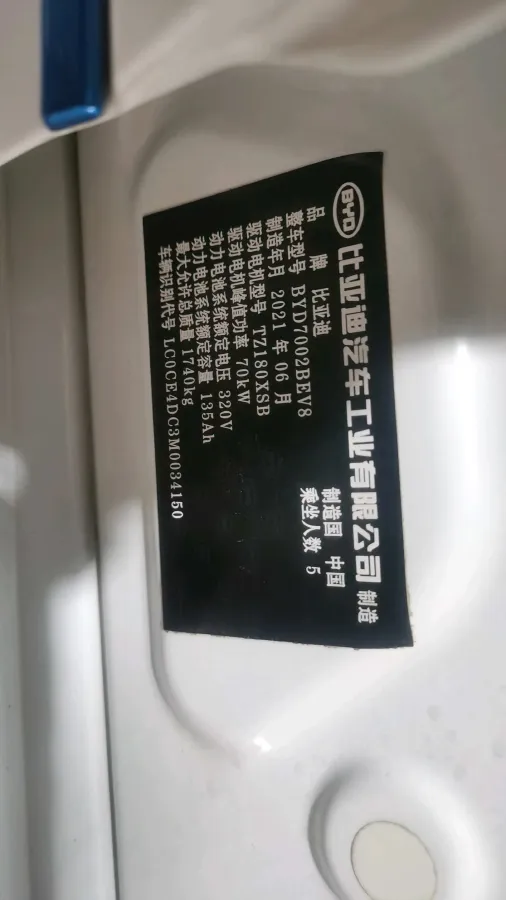 BYD 比亚迪汽车工业有限公司 制造
品牌 比亚迪 制造国 中国
整车型号 BYD7002BEV8 乘坐人数 5
制造年月 2021 年 06 月
驱动电机型号 TZ180XSB
驱动电机峰值功率 70kW
动力电池系统额定电压 320V
动力电池系统额定容量 135Ah
最大允许总质量 1740kg
车辆识别代号 LC0CE4DC3M0034150